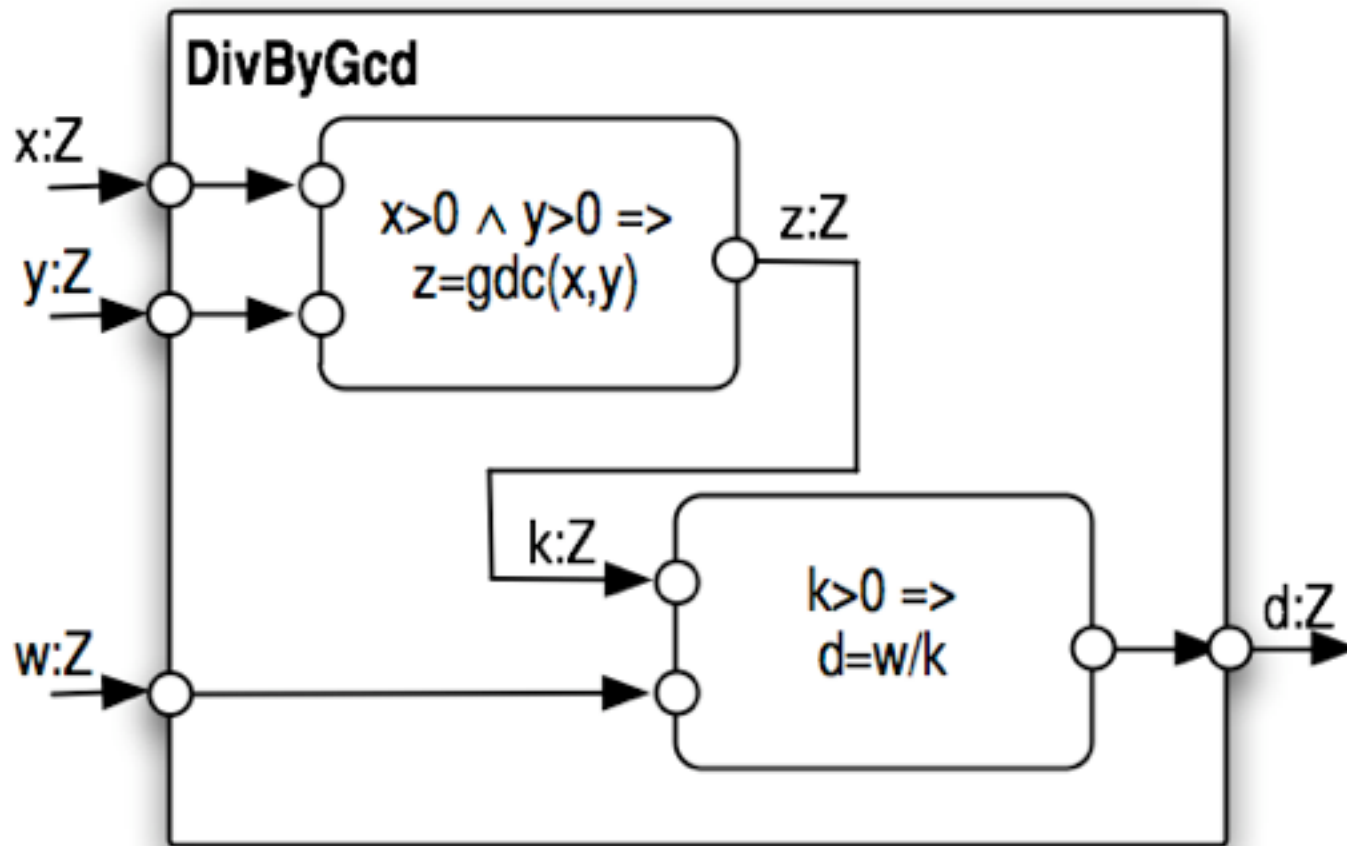 DivByGcd
x:Z
y:Z
x>0 ∧ y>0 =>
z=gdc(x,y)
z:Z
k:Z
k>0 =>
d=w/k
w:Z
d:Z